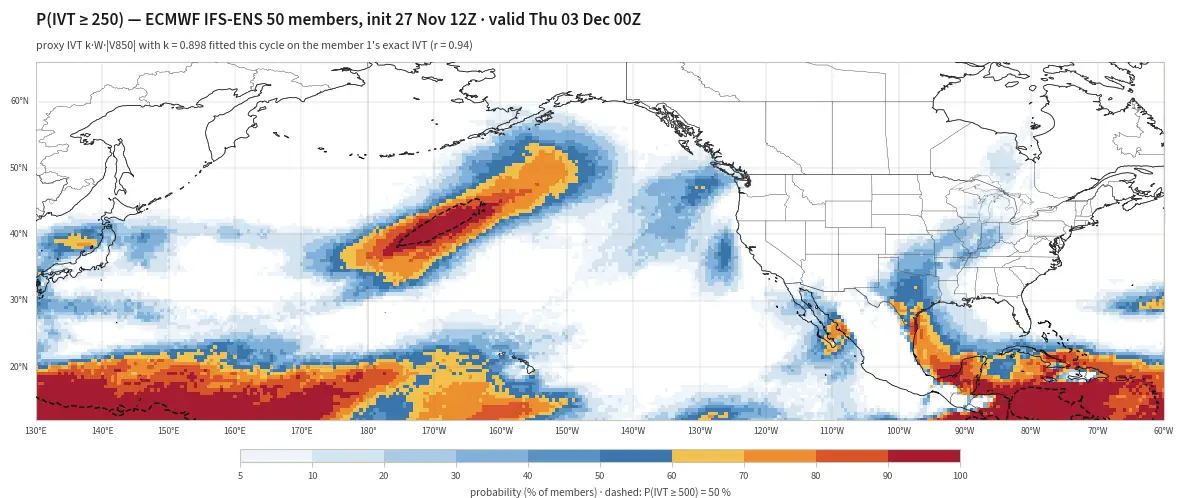 P(IVT ≥ 250) — ECMWF IFS-ENS 50 members, init 27 Nov 12Z · valid Thu 03 Dec 00Z
proxy IVT k·W·|V850| with k = 0.898 fitted this cycle on the member 1's exact IVT (r = 0.94)
60°N
50°N
40°N
30°N
20°N
130°E 140°E 150°E 160°E 170°E 180° 170°W 160°W 150°W 140°W 130°W 120°W 110°W 100°W 90°W 80°W 70°W 60°W
5 10 20 30 40 50 60 70 80 90 100
probability (% of members) · dashed: P(IVT ≥ 500) = 50 %